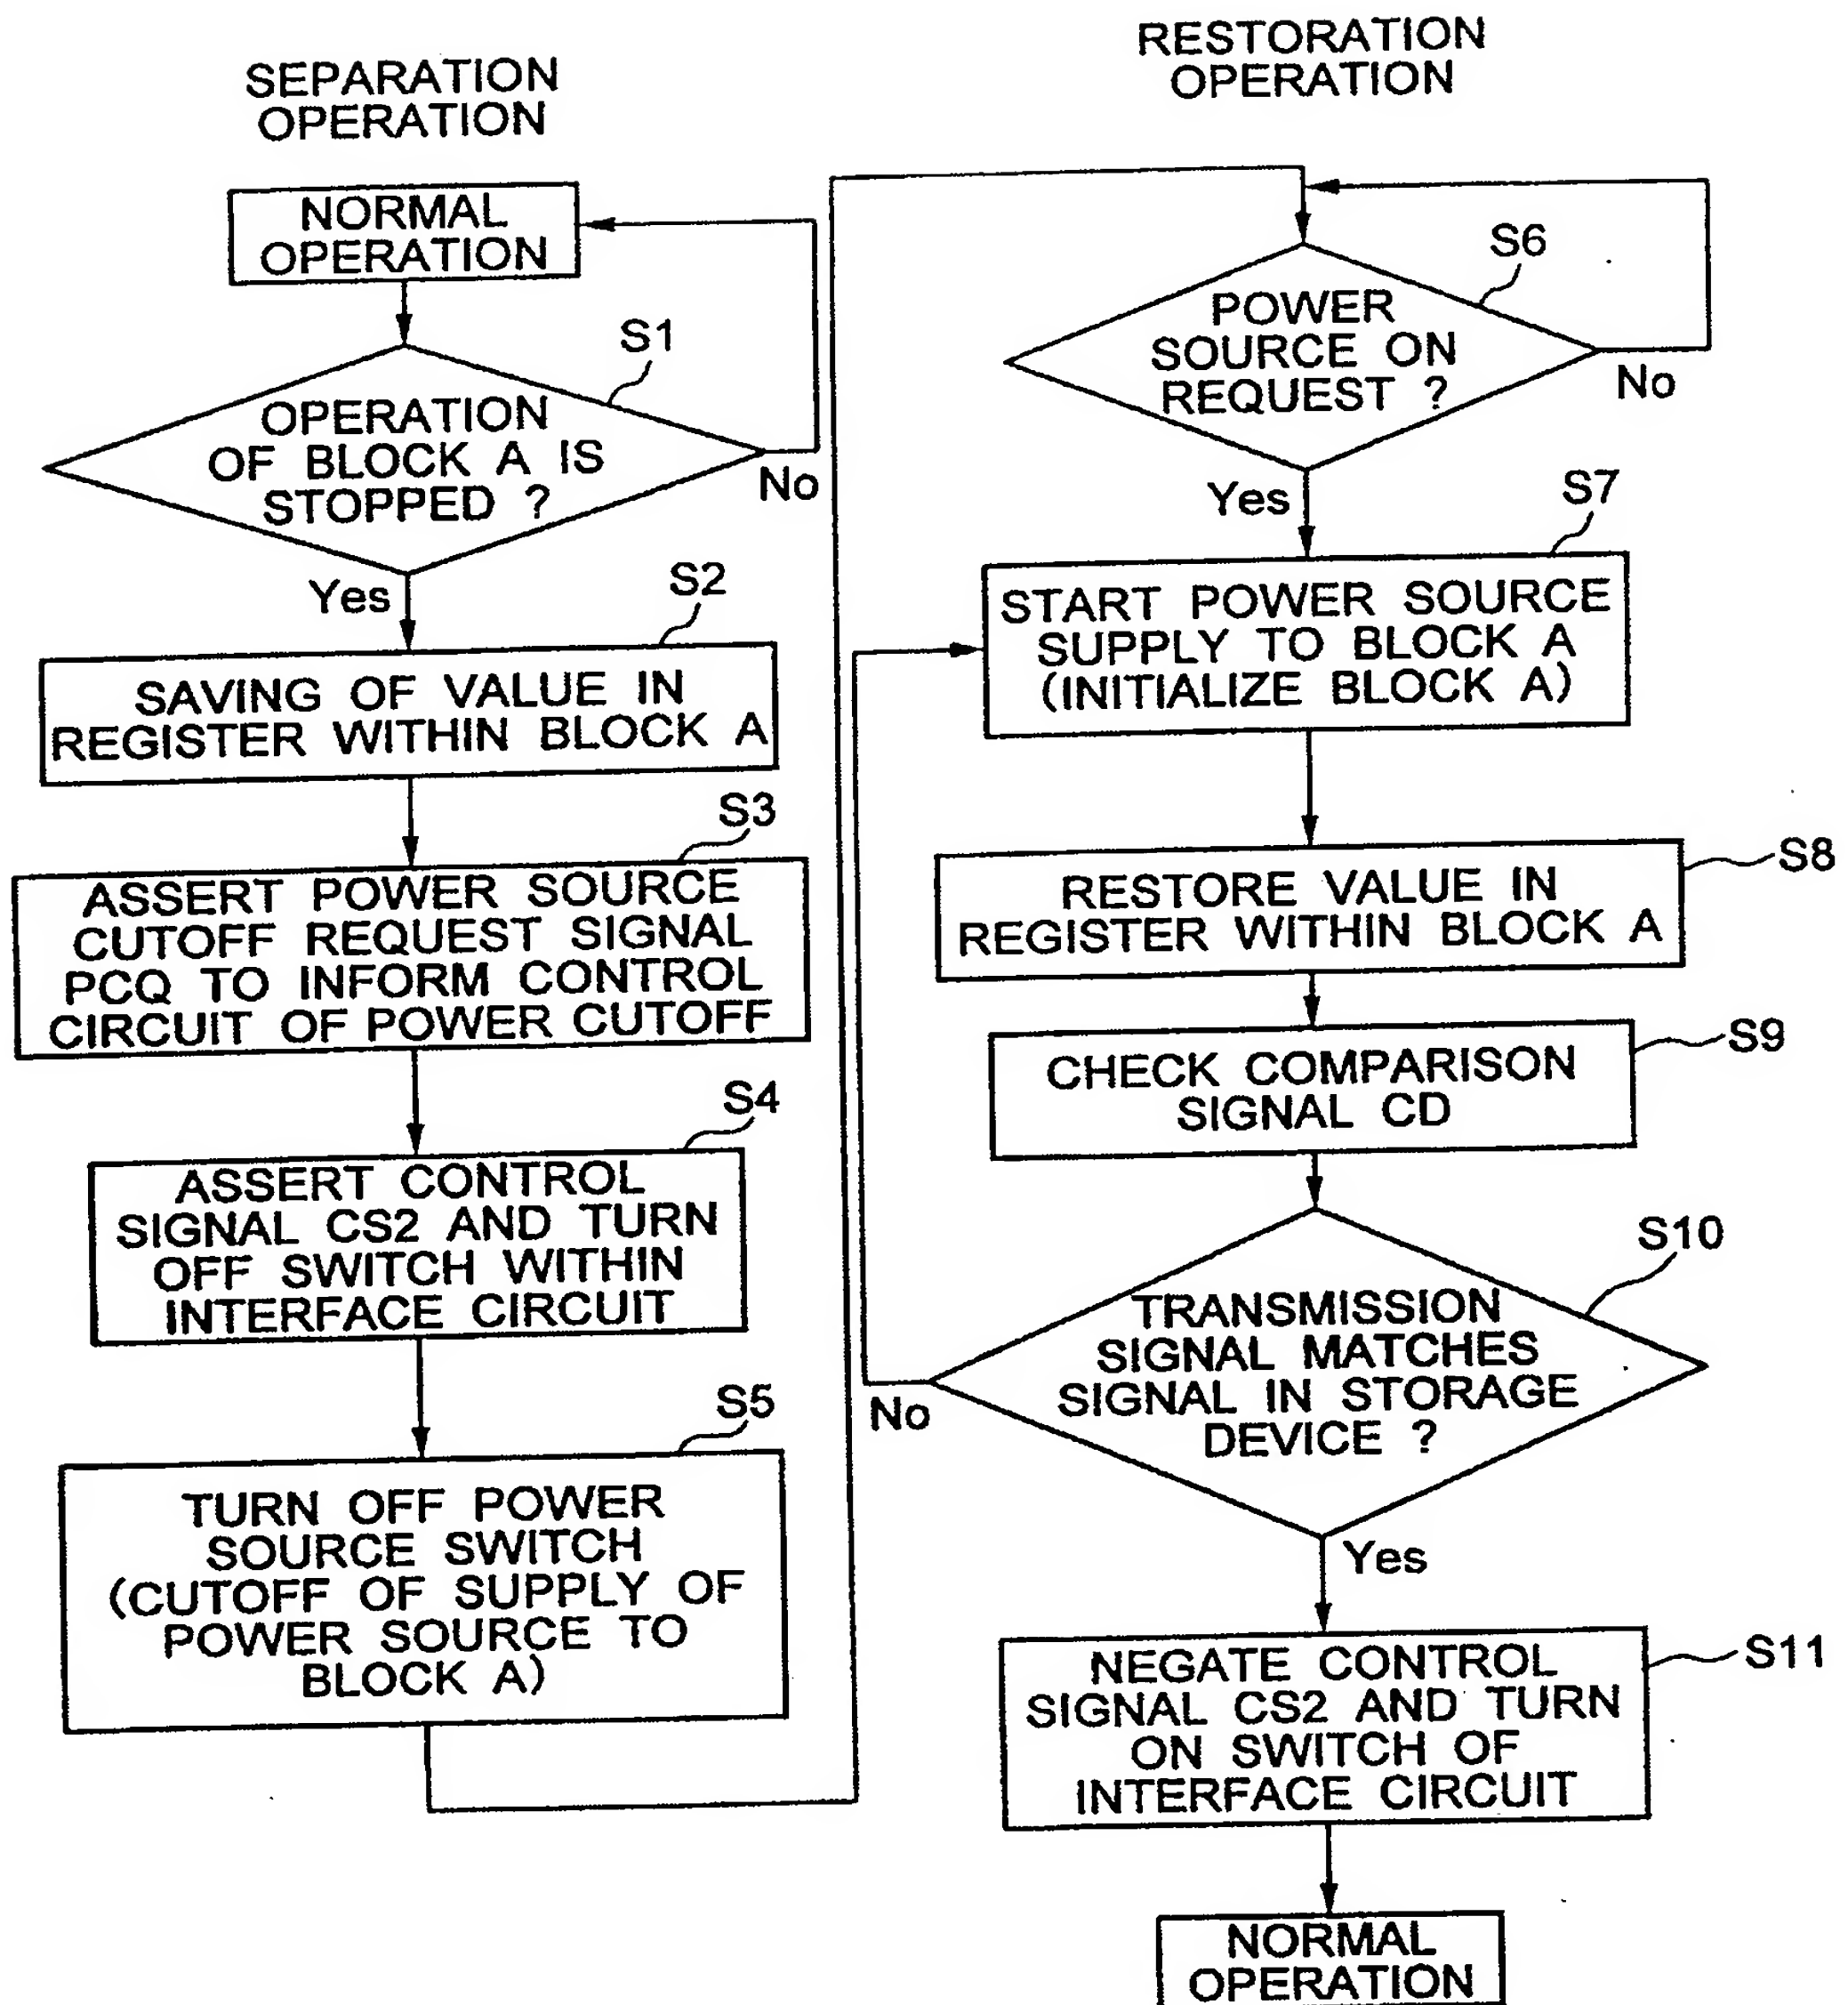 SEPARATION
OPERATION
NORMAL
OPERATION
S1
OPERATION
OF BLOCK A IS
STOPPED ?
No
Yes
S2
SAVING OF VALUE IN
REGISTER WITHIN BLOCK A
S3
ASSERT POWER SOURCE
CUTOFF REQUEST SIGNAL
PCQ TO INFORM CONTROL
CIRCUIT OF POWER CUTOFF
S4
ASSERT CONTROL
SIGNAL CS2 AND TURN
OFF SWITCH WITHIN
INTERFACE CIRCUIT
S5
TURN OFF POWER
SOURCE SWITCH
(CUTOFF OF SUPPLY OF
POWER SOURCE TO
BLOCK A)
RESTORATION
OPERATION
S6
POWER
SOURCE ON
REQUEST ?
No
Yes
S7
START POWER SOURCE
SUPPLY TO BLOCK A
(INITIALIZE BLOCK A)
S8
RESTORE VALUE IN
REGISTER WITHIN BLOCK A
S9
CHECK COMPARISON
SIGNAL CD
S10
TRANSMISSION
SIGNAL MATCHES
SIGNAL IN STORAGE
DEVICE ?
No
Yes
S11
NEGATE CONTROL
SIGNAL CS2 AND TURN
ON SWITCH OF
INTERFACE CIRCUIT
NORMAL
OPERATION